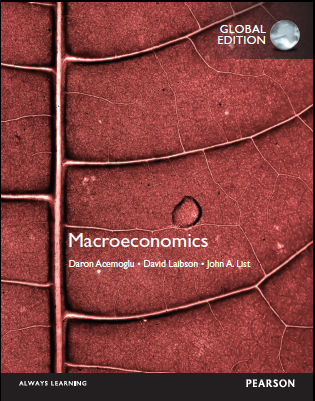 GLOBAL
EDITION
Macroeconomics
Daron Acemoglu • David Laibson • John A. List
ALWAYS LEARNING
PEARSON